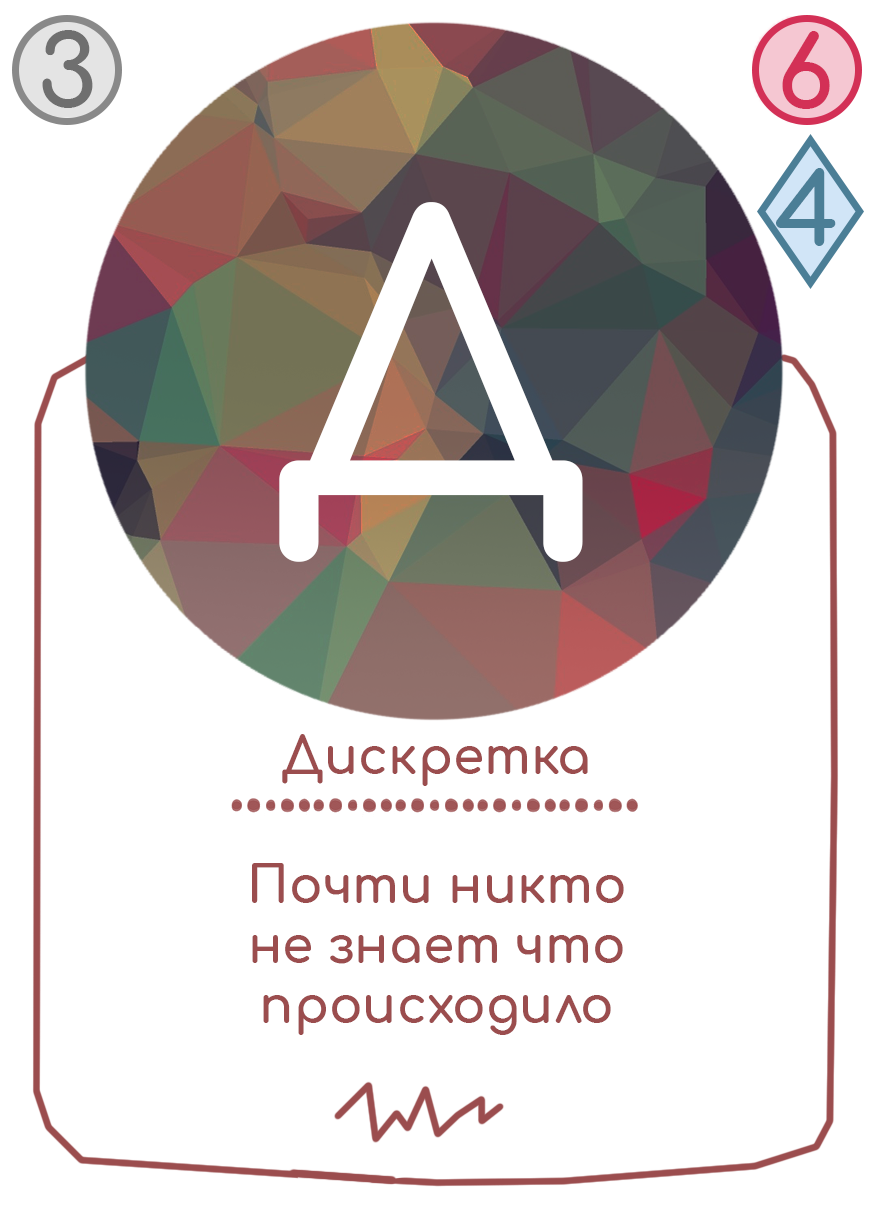 3
6
4
Д
Дискретка
Почти никто
не знает что
происходило